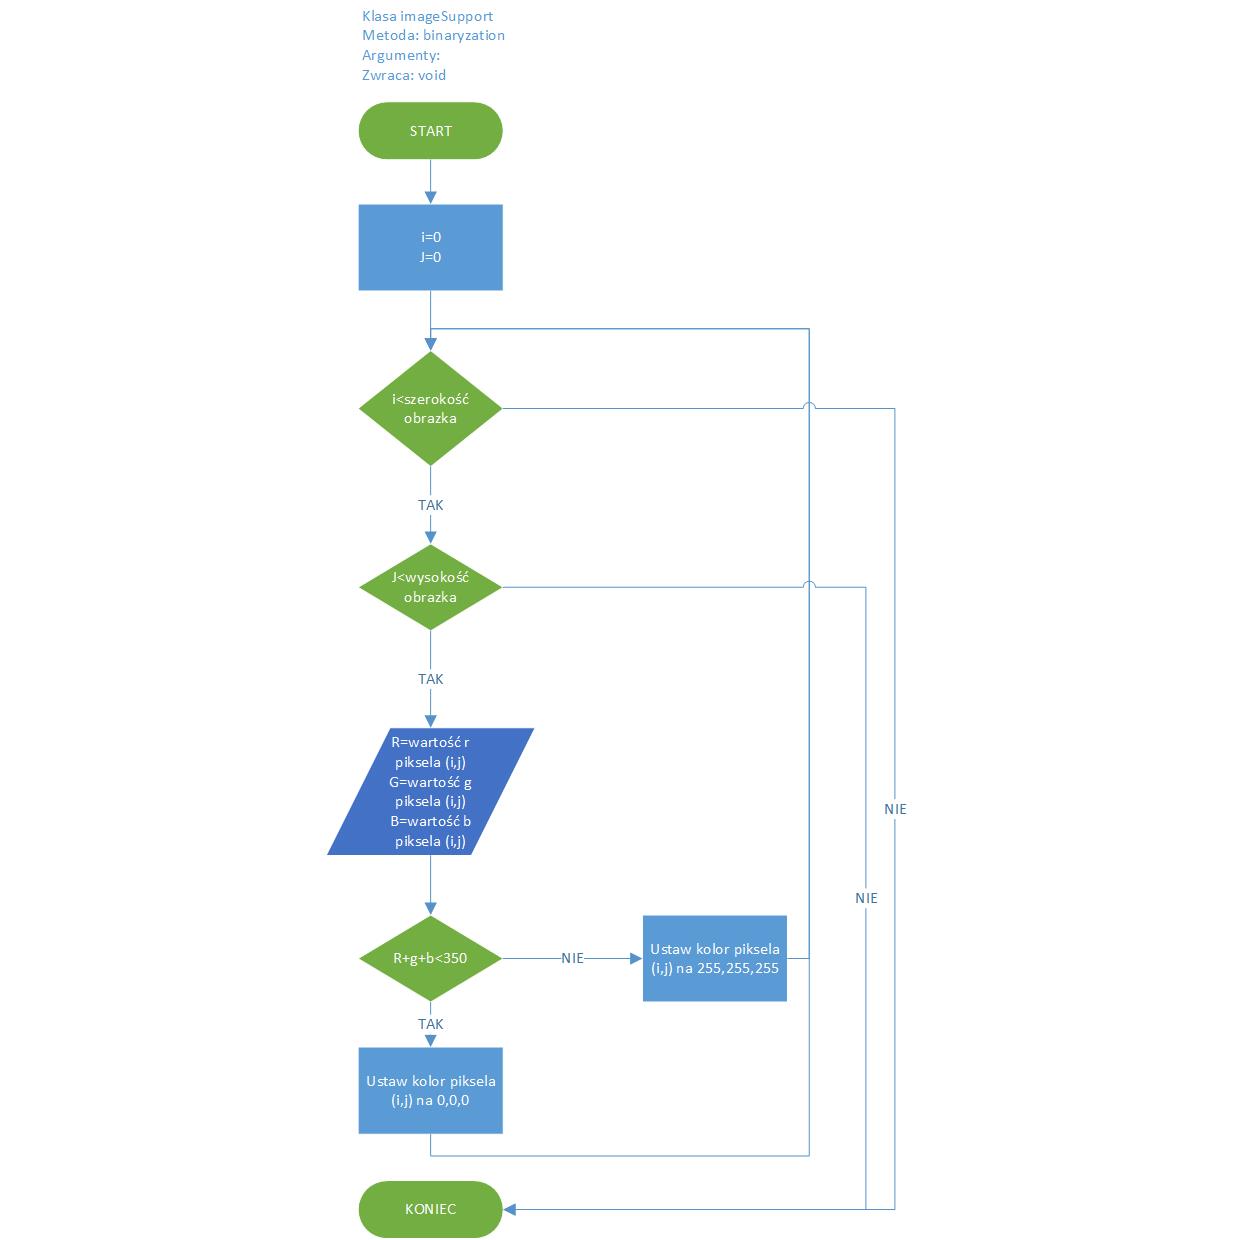 Klasa imageSupport
Metoda: binaryzation
Argumenty:
Zwraca: void
START
i=0
J=0
i<szerokość
obrazka
TAK
J<wysokość
obrazka
TAK
R=wartość r
piksela (i,j)
G=wartość g
piksela (i,j)
B=wartość b
piksela (i,j)
NIE
NIE
R+g+b<350
NIE
Ustaw kolor piksela
(i,j) na 255,255,255
TAK
Ustaw kolor piksela
(i,j) na 0,0,0
KONIEC